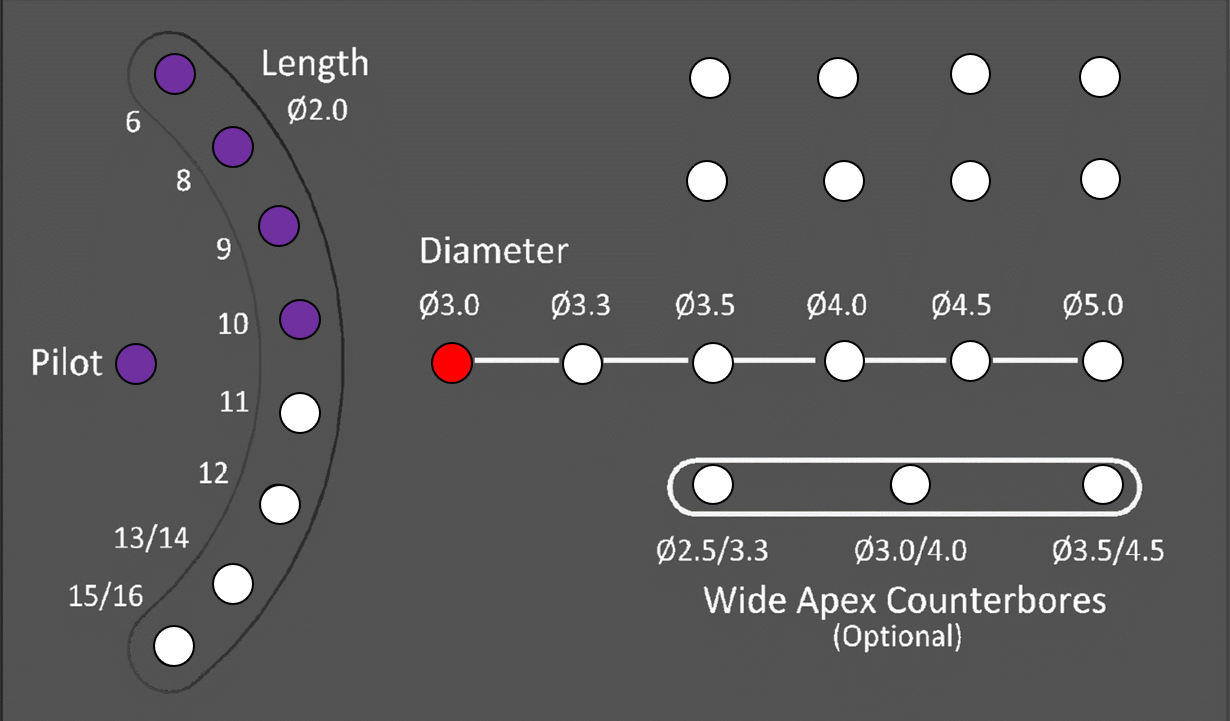 Length
Ø2.0
6
8
9
10
Pilot
11
12
13/14
15/16
Diameter
Ø3.0 Ø3.3 Ø3.5 Ø4.0 Ø4.5 Ø5.0
Ø2.5/3.3 Ø3.0/4.0 Ø3.5/4.5
Wide Apex Counterbores
(Optional)